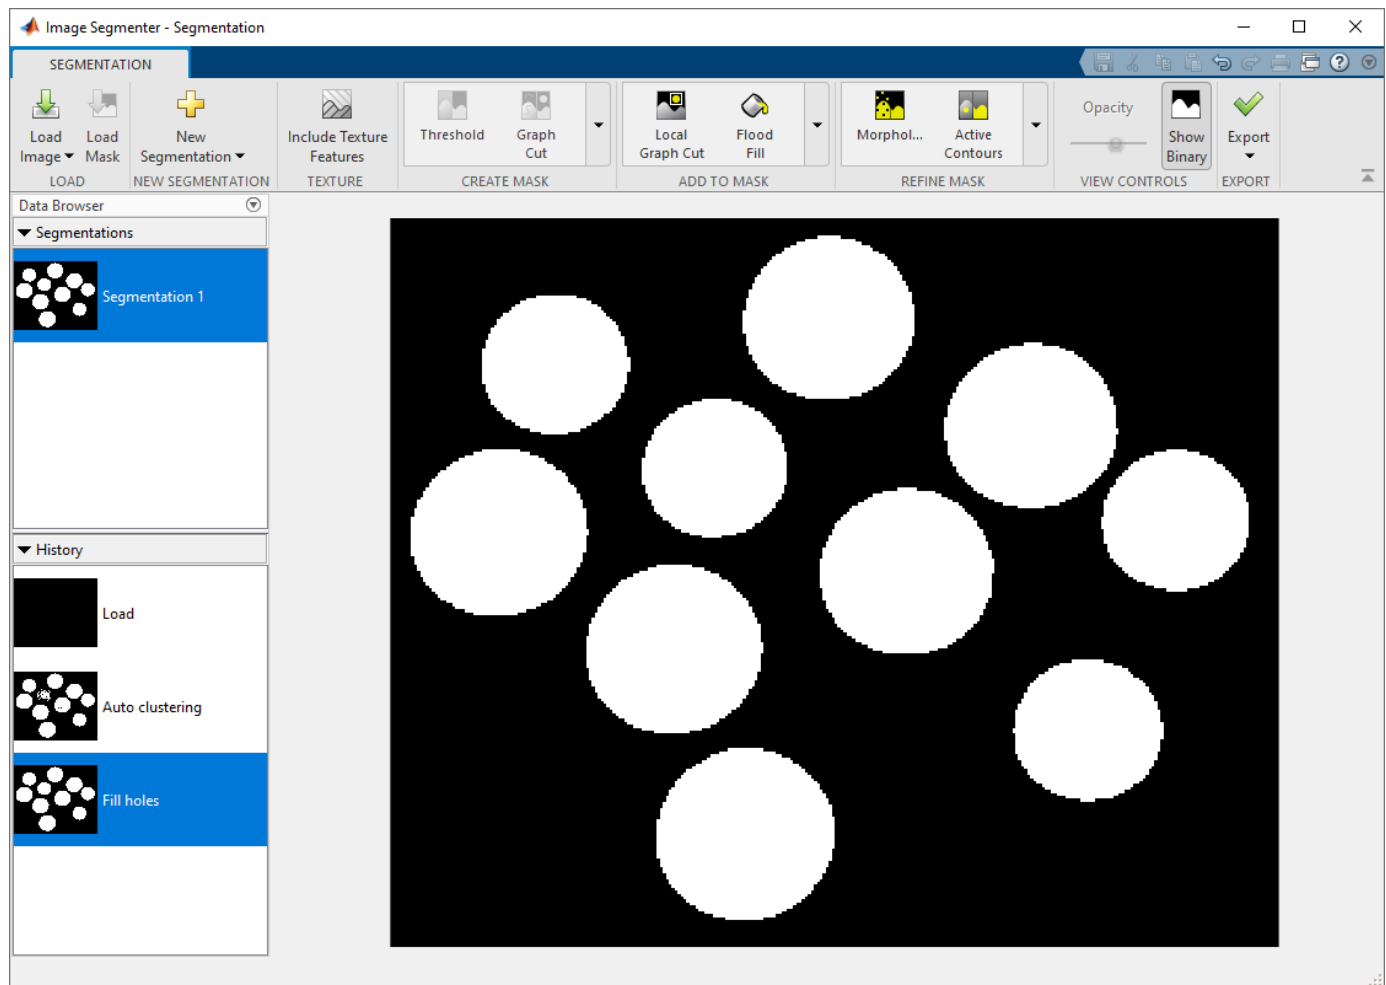 Image Segmenter - Segmentation
SEGMENTATION
Load
Image
Load
Mask
New
Segmentation
Include Texture
Features
Threshold
Graph
Cut
Local
Graph Cut
Flood
Fill
Morphol...
Active
Contours
Opacity
Show
Binary
Export
LOAD
NEW SEGMENTATION
TEXTURE
CREATE MASK
ADD TO MASK
REFINE MASK
VIEW CONTROLS
EXPORT
Data Browser
Segmentations
Segmentation 1
History
Load
Auto clustering
Fill holes